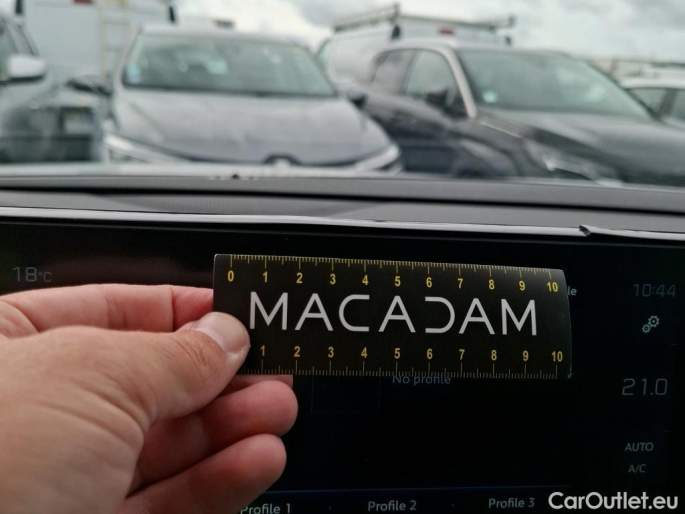 18°C
10:44
0 1 2 3 4 5 6 7 8 9 10
MACADAM
1 2 3 4 5 6 7 8 9 10
No profile
21.0
AUTO
A/C
Profile 1 Profile 2 Profile 3
CarOutlet.eu